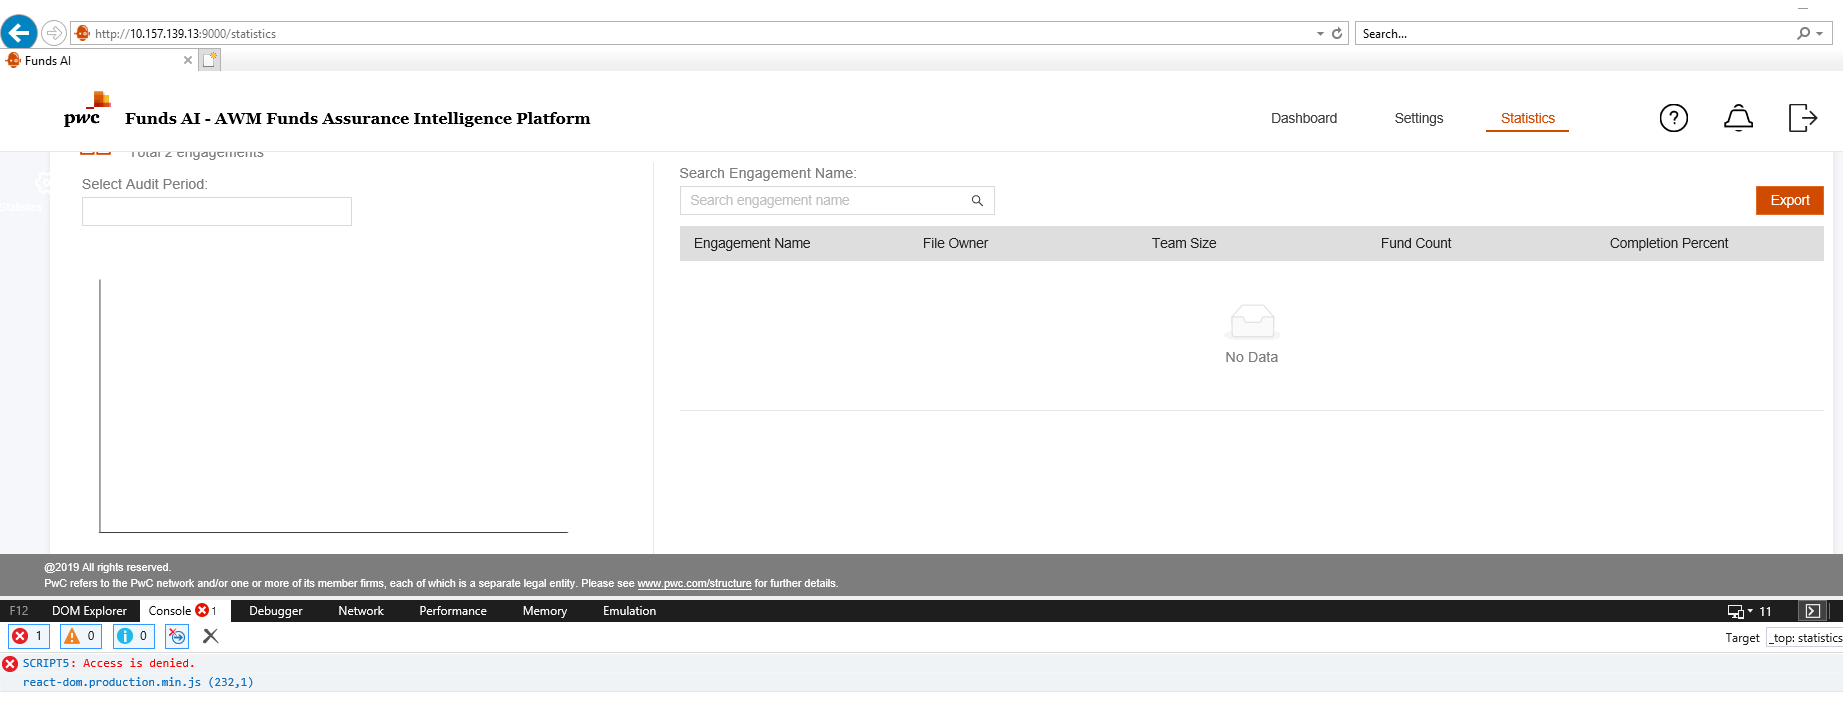 http://10.157.139.13:9000/statistics
Search...
Funds AI
pwc
Funds AI - AWM Funds Assurance Intelligence Platform
Dashboard
Settings
Statistics
?
Total 2 engagements
Statistics
Select Audit Period:
Search Engagement Name:
Search engagement name
Export
Engagement Name
File Owner
Team Size
Fund Count
Completion Percent
No Data
@2019 All rights reserved.
PwC refers to the PwC network and/or one or more of its member firms, each of which is a separate legal entity. Please see www.pwc.com/structure for further details.
F12
DOM Explorer
Console
1
Debugger
Network
Performance
Memory
Emulation
11
1
0
0
Target
_top: statistics
SCRIPT5: Access is denied.
react-dom.production.min.js (232,1)